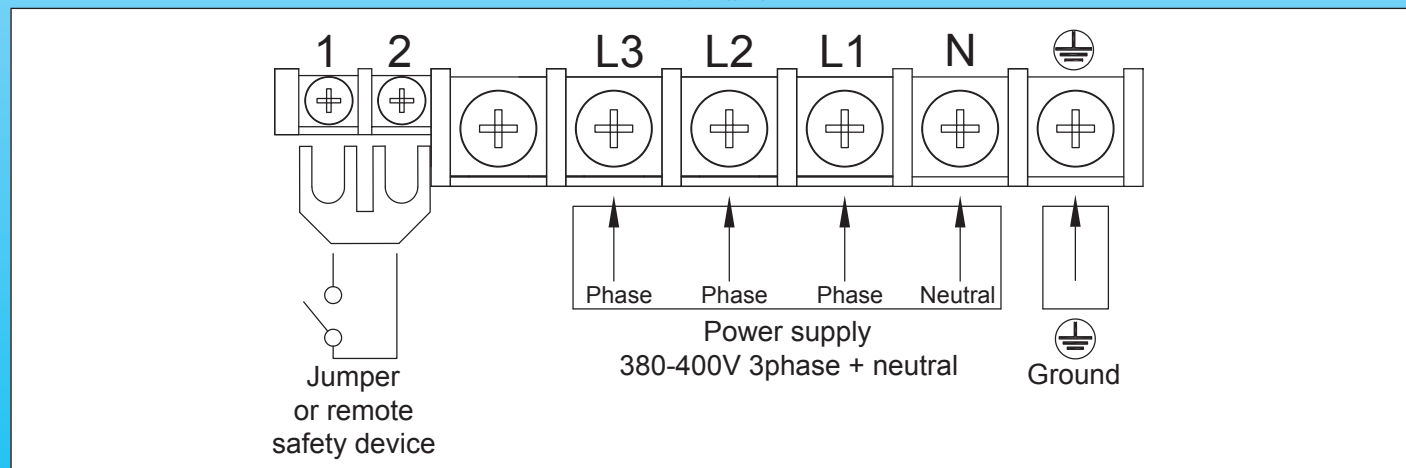 1 2 L3 L2 L1 N
Phase Phase Phase Neutral
Power supply
380-400V 3phase + neutral
Ground
Jumper
or remote
safety device